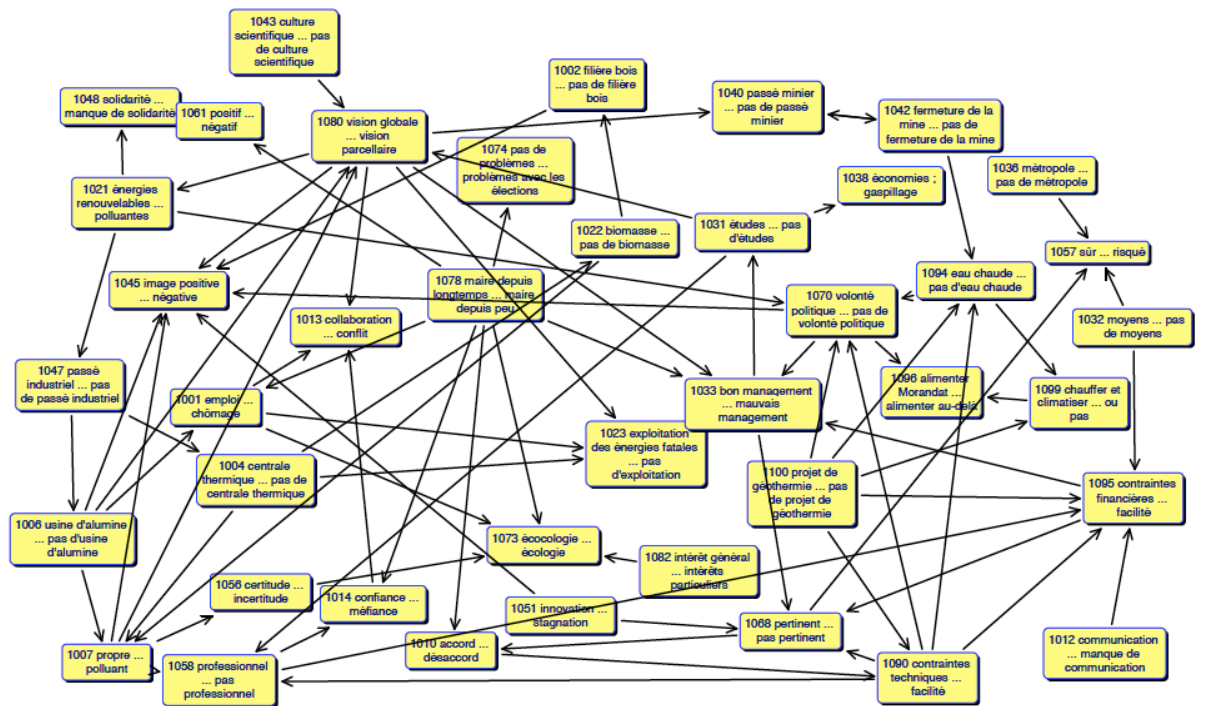 1043 culture
scientifique ... pas
de culture
scientifique
1002 filière bois
... pas de filière
bois
1048 solidarité ...
manque de solidarité
1061 positif ...
négatif
1080 vision globale
... vision
parcellaire
1040 passé minier
... pas de passé
minier
1042 fermeture de la
mine ... pas de
fermeture de la mine
1074 pas de
problèmes ...
problèmes avec les
élections
1038 économies ;
gaspillage
1036 métropole ...
pas de métropole
1021 énergies
renouvelables ...
polluantes
1022 biomasse ...
pas de biomasse
1031 études ... pas
d'études
1057 sûr ... risqué
1045 image positive
... négative
1078 maire depuis
longtemps ... maire
depuis peu
1094 eau chaude ...
pas d'eau chaude
1070 volonté
politique ... pas de
volonté politique
1013 collaboration
... conflit
1032 moyens ... pas
de moyens
1047 passé
industriel ... pas
de passé industriel
1001 emploi ...
chômage
1033 bon management
... mauvais
management
1096 alimenter
Morandat ...
alimenter au-delà
1099 chauffer et
climatiser ... ou
pas
1023 exploitation
des énergies fatales
... pas
d'exploitation
1004 centrale
thermique ... pas de
centrale thermique
1100 projet de
géothermie ... pas
de projet de
géothermie
1095 contraintes
financières ...
facilité
1006 usine d'alumine
... pas d'usine
d'alumine
1073 écocologie ...
écologie
1082 intérêt général
... intérêts
particuliers
1056 certitude ...
incertitude
1014 confiance ...
méfiance
1051 innovation ...
stagnation
1068 pertinent ...
pas pertinent
1010 accord ...
désaccord
1012 communication
... manque de
communication
1007 propre ...
polluant
1058 professionnel
... pas
professionnel
1090 contraintes
techniques ...
facilité